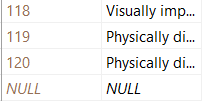 118 Visually imp...
119 Physically di...
120 Physically di...
NULL NULL